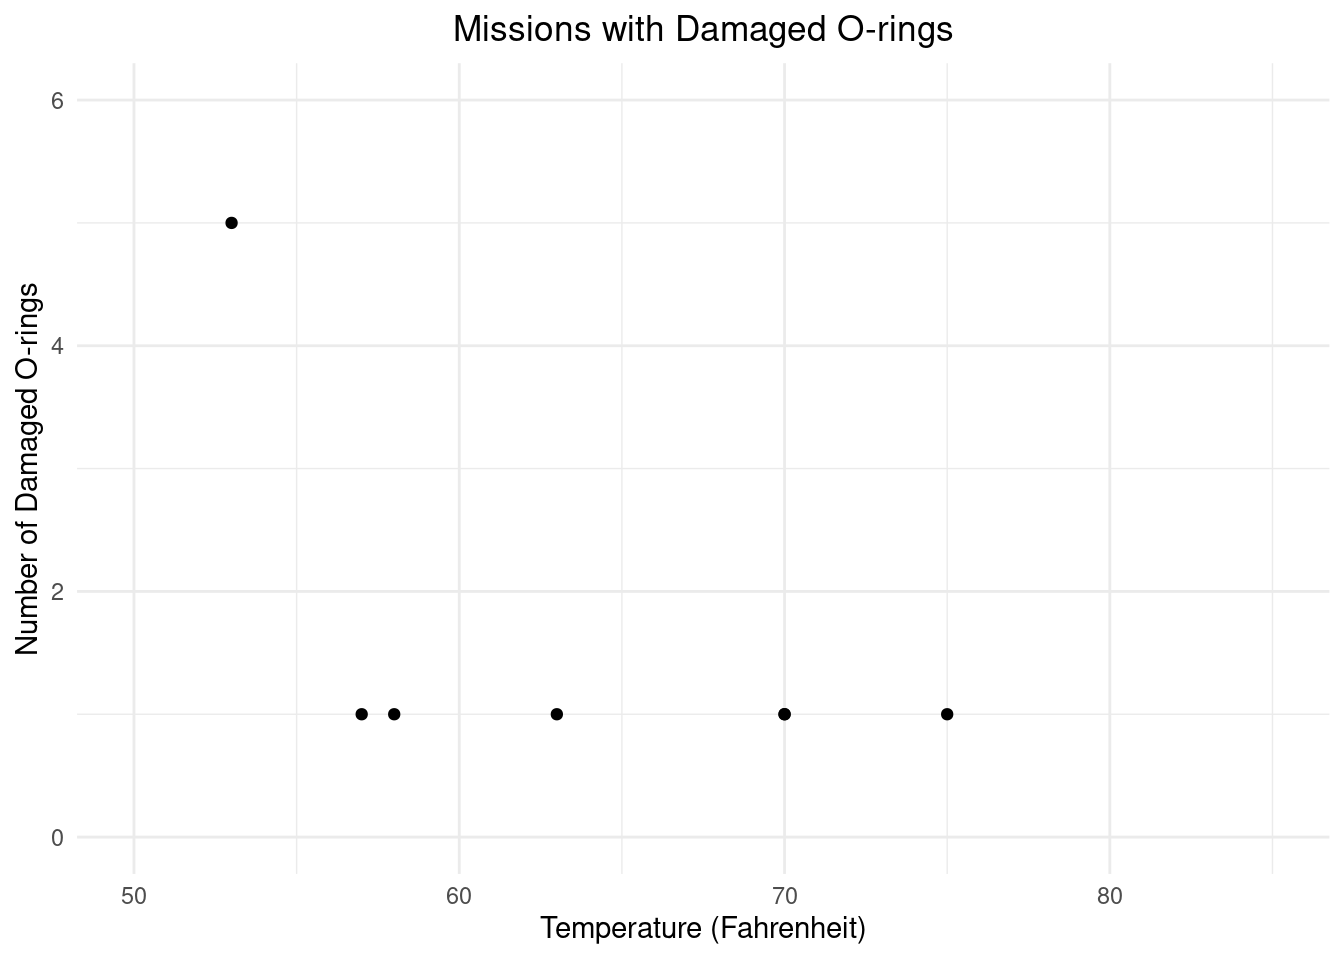 Missions with Damaged O-rings
6
4
2
0
Number of Damaged O-rings
50 60 70 80
Temperature (Fahrenheit)